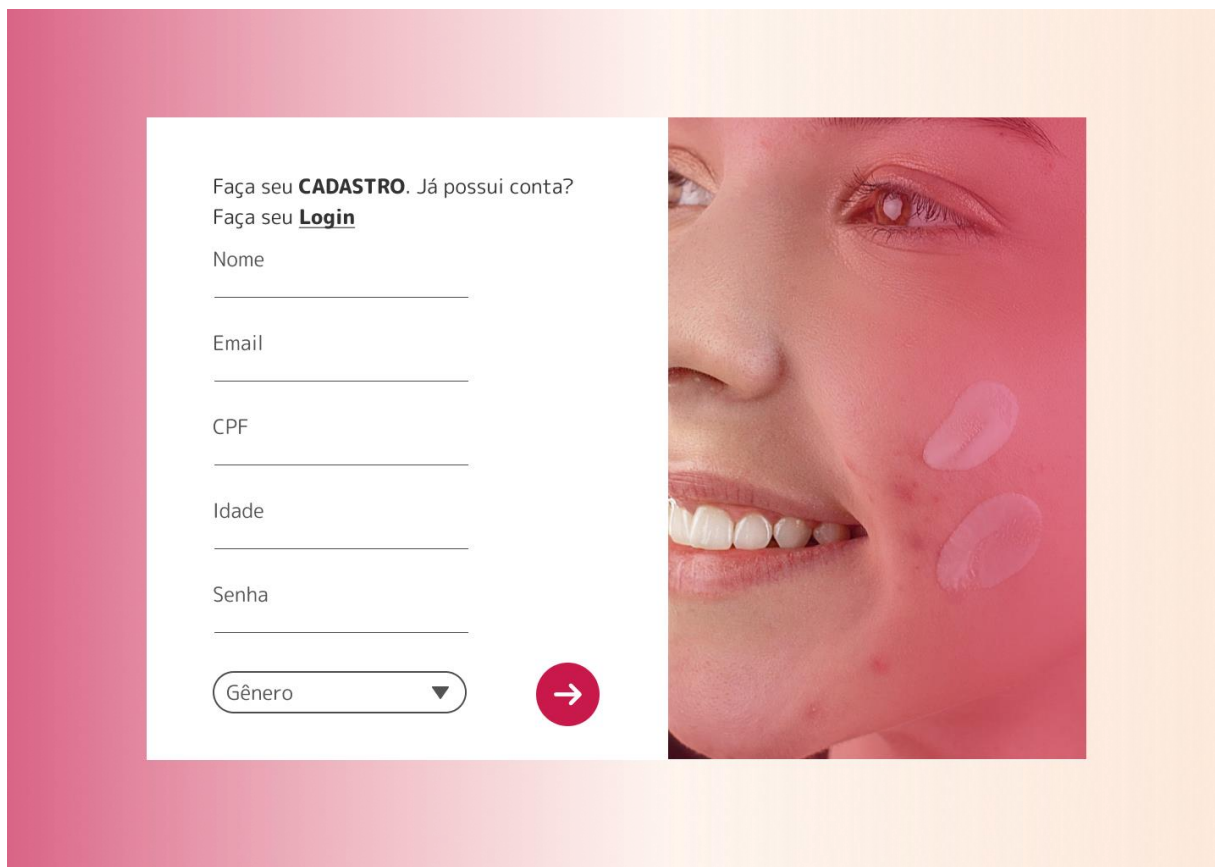 Faça seu CADASTRO. Já possui conta?
Faça seu Login
Nome
Email
CPF
Idade
Senha
Gênero